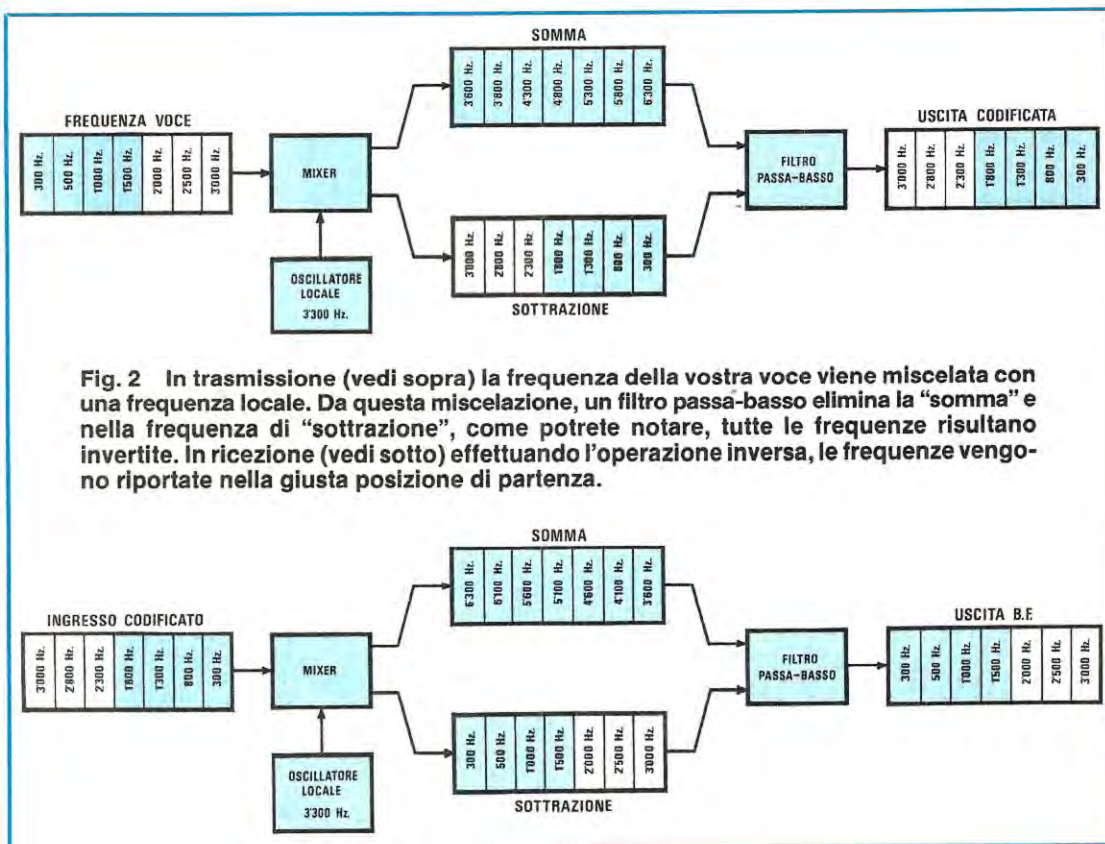 SOMMA
3'600 Hz.
3'800 Hz.
4'300 Hz.
4'800 Hz.
5'300 Hz.
5'800 Hz.
6'300 Hz.
FREQUENZA VOCE
300 Hz.
500 Hz.
1'000 Hz.
1'500 Hz.
2'000 Hz.
2'500 Hz.
3'000 Hz.
MIXER
FILTRO
PASSA-BASSO
USCITA CODIFICATA
3'000 Hz.
2'800 Hz.
2'300 Hz.
1'800 Hz.
1'300 Hz.
800 Hz.
300 Hz.
OSCILLATORE
LOCALE
3'300 Hz.
3'000 Hz.
2'800 Hz.
2'300 Hz.
1'800 Hz.
1'300 Hz.
800 Hz.
300 Hz.
SOTTRAZIONE
Fig. 2 In trasmissione (vedi sopra) la frequenza della vostra voce viene miscelata con
una frequenza locale. Da questa miscelazione, un filtro passa-basso elimina la “somma” e
nella frequenza di “sottrazione”, come potrete notare, tutte le frequenze risultano
invertite. In ricezione (vedi sotto) effettuando l'operazione inversa, le frequenze vengo-
no riportate nella giusta posizione di partenza.
SOMMA
6'300 Hz.
6'100 Hz.
5'600 Hz.
5'100 Hz.
4'600 Hz.
4'100 Hz.
3'600 Hz.
INGRESSO CODIFICATO
3'000 Hz.
2'800 Hz.
2'300 Hz.
1'800 Hz.
1'300 Hz.
800 Hz.
300 Hz.
MIXER
FILTRO
PASSA-BASSO
USCITA B.F.
300 Hz.
500 Hz.
1'000 Hz.
1'500 Hz.
2'000 Hz.
2'500 Hz.
3'000 Hz.
OSCILLATORE
LOCALE
3'300 Hz.
300 Hz.
500 Hz.
1'000 Hz.
1'500 Hz.
2'000 Hz.
2'500 Hz.
3'000 Hz.
SOTTRAZIONE